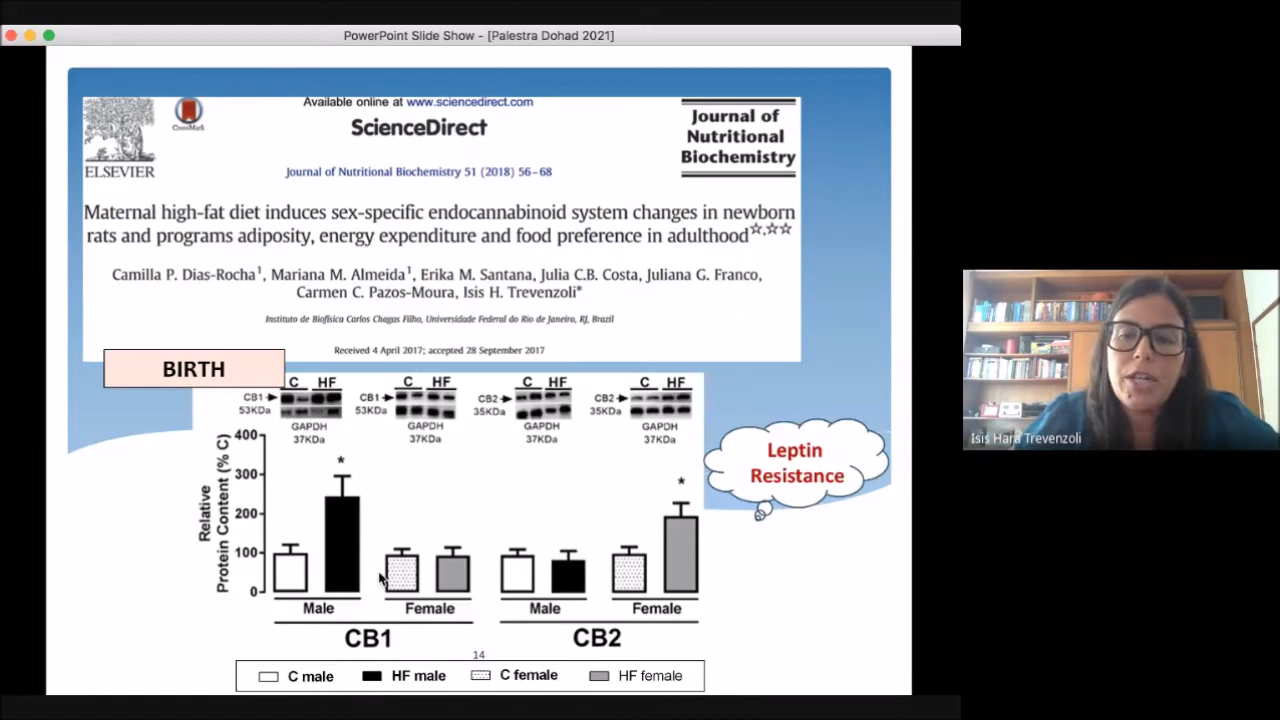 PowerPoint Slide Show - [Palestra Dohad 2021]
Available online at www.sciencedirect.com
CrossMark
ScienceDirect
Journal of
Nutritional
Biochemistry
ELSEVIER
Journal of Nutritional Biochemistry 51 (2018) 56–68
Maternal high-fat diet induces sex-specific endocannabinoid system changes in newborn
rats and programs adiposity, energy expenditure and food preference in adulthood☆,☆☆
Camilla P. Dias-Rocha¹, Mariana M. Almeida¹, Erika M. Santana, Julia C.B. Costa, Juliana G. Franco,
Carmen C. Pazos-Moura, Isis H. Trevenzoli*
Instituto de Biofísica Carlos Chagas Filho, Universidade Federal do Rio de Janeiro, RJ, Brazil
Received 4 April 2017; accepted 28 September 2017
BIRTH
C HF C HF C HF C HF
CB1 CB1 CB2 CB2
53KDa 53KDa 35KDa 35KDa
GAPDH GAPDH GAPDH GAPDH
37KDa 37KDa 37KDa 37KDa
Relative
Protein Content (% C)
400
300
200
100
0
* *
Leptin
Resistance
Male Female Male Female
CB1 CB2
14
C male HF male C female HF female
Isis Hara Trevenzoli